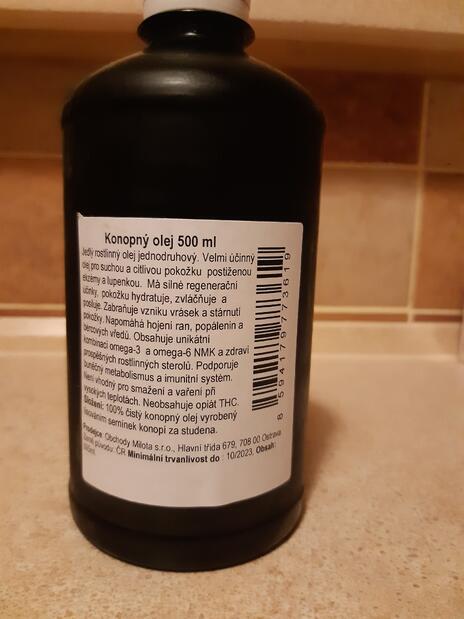 Konopný olej 500 ml
Jedlý rostlinný olej jednodruhový. Velmi účinný
olej pro suchou a citlivou pokožku postiženou
ekzémy a lupenkou. Má silné regenerační
účinky, pokožku hydratuje, zvláčňuje a
posiluje. Zabraňuje vzniku vrásek a stárnutí
pokožky. Napomáhá hojení ran, popálenin a
bércových vředů. Obsahuje unikátní
kombinaci omega-3 a omega-6 NMK a zdraví
prospěšných rostlinných sterolů. Podporuje
buněčný metabolismus a imunitní systém.
Není vhodný pro smažení a vaření při
vysokých teplotách. Neobsahuje opiát THC.
Složení: 100% čistý konopný olej vyrobený
lisováním semínek konopí za studena.
Prodejce: Obchody Milota s.r.o., Hlavní třída 679, 708 00 Ostrava
Země původu: ČR Minimální trvanlivost do : 10/2023, Obsah:
8 594179 773619